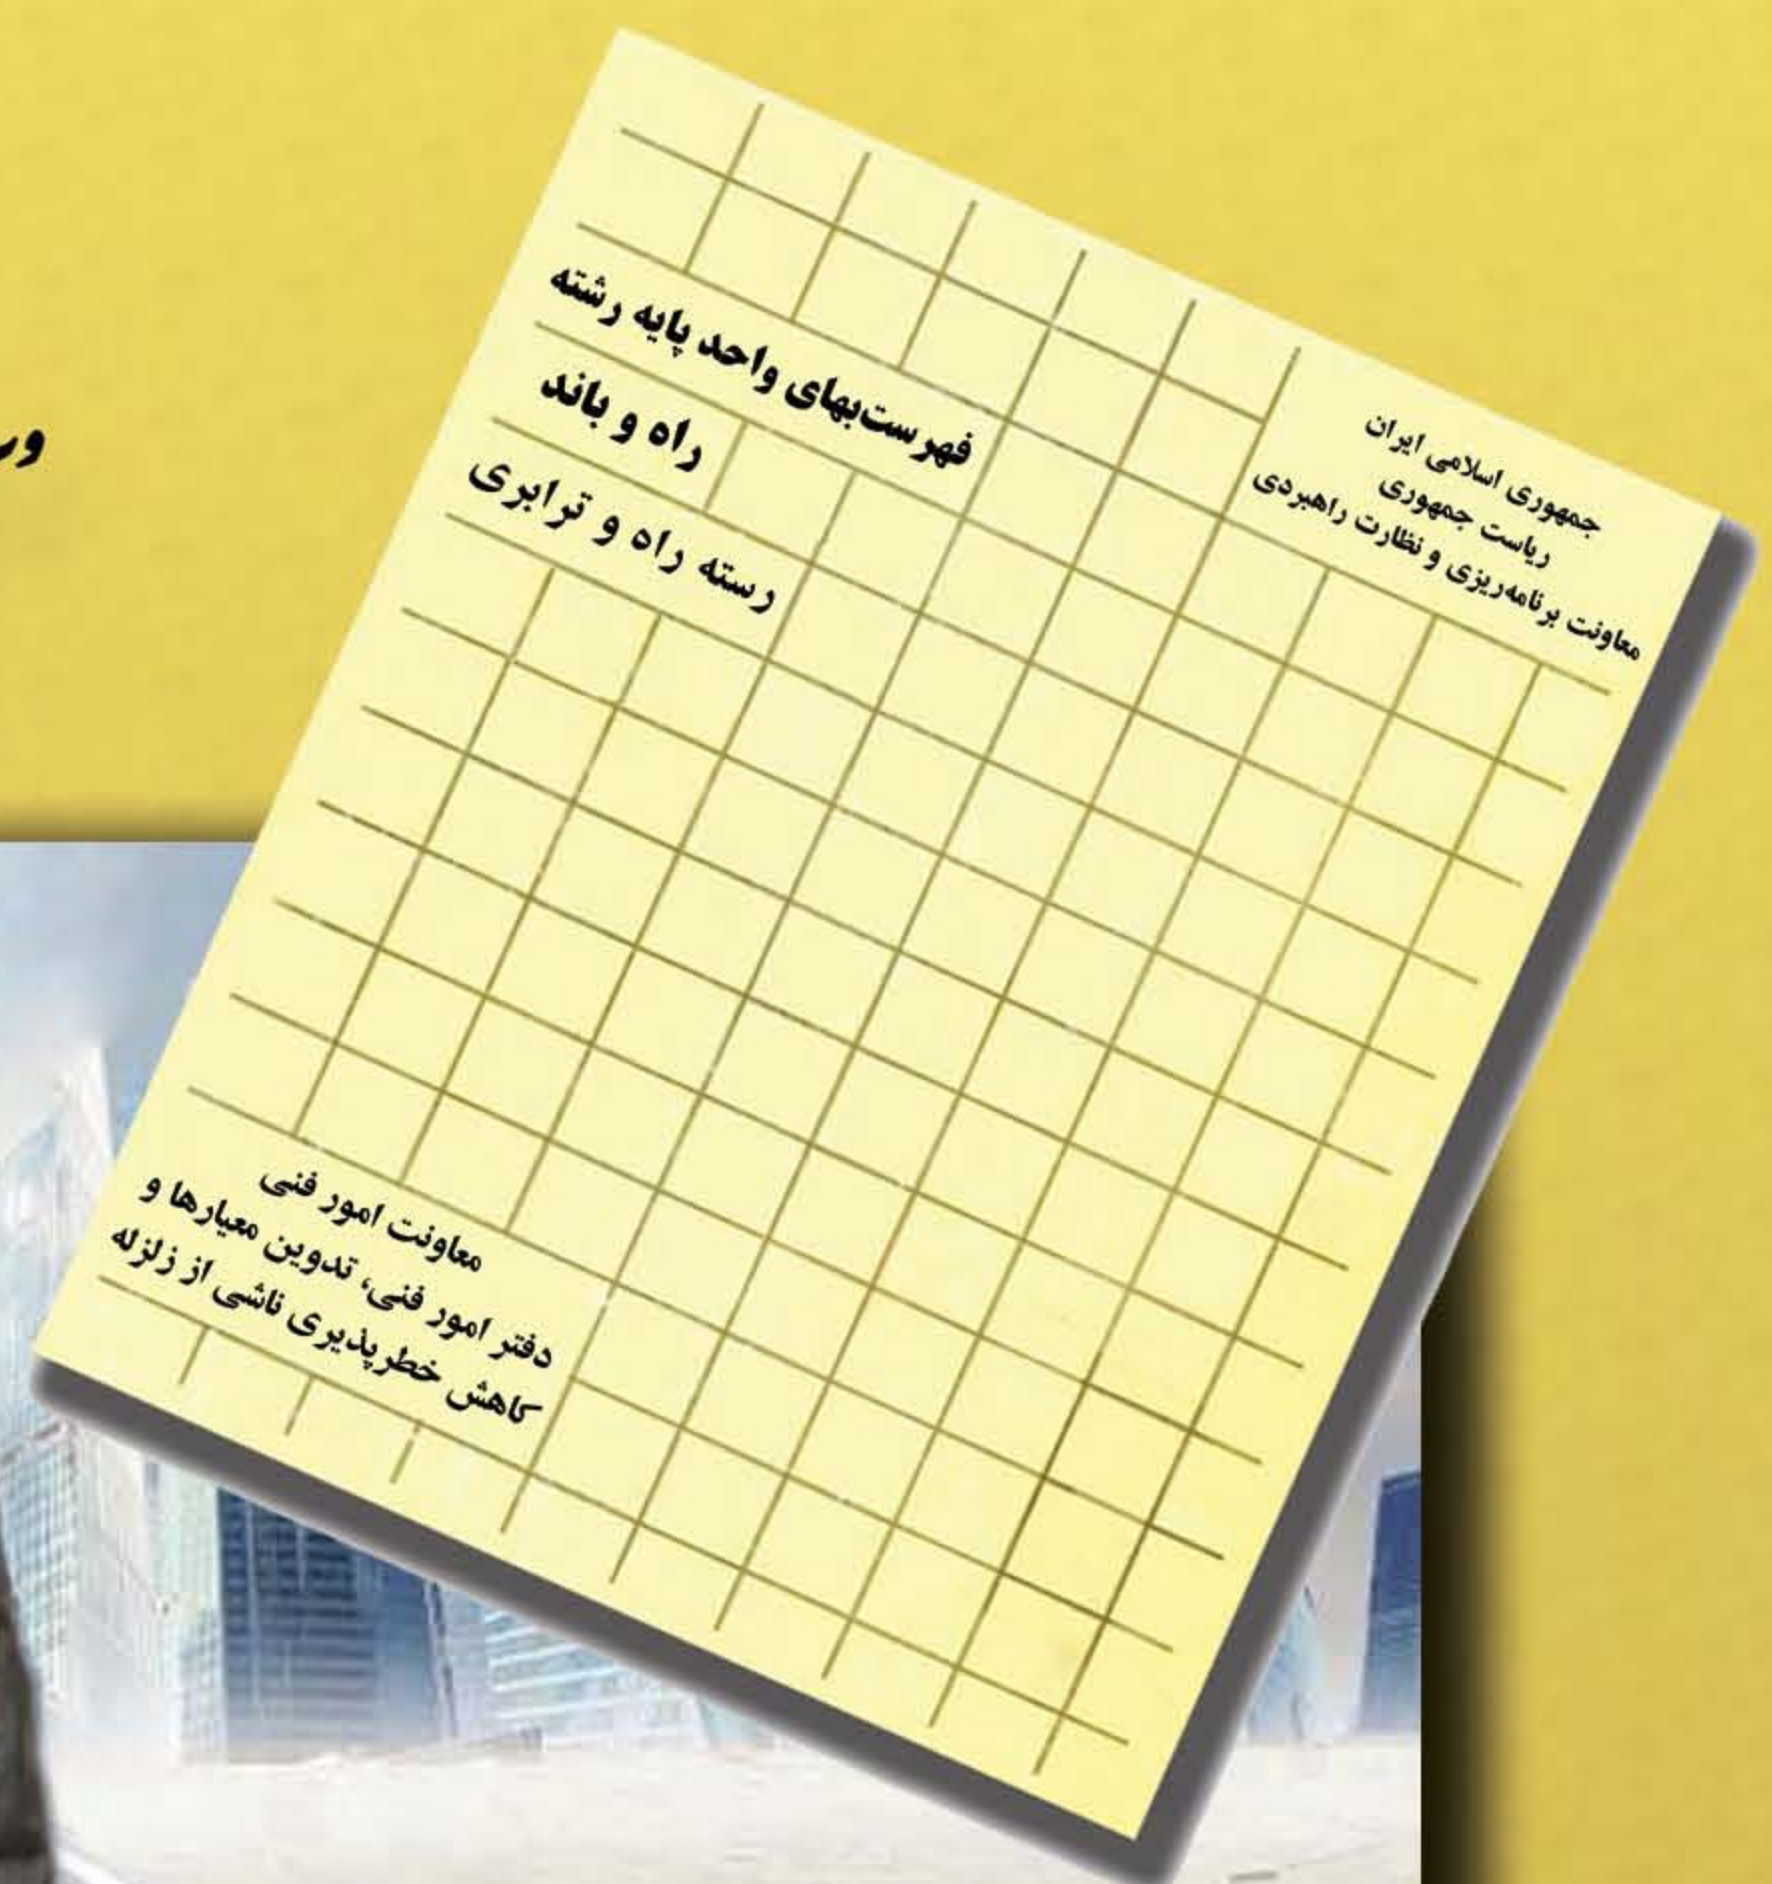 جمهوری اسلامی ایران
ریاست جمهوری
معاونت برنامه‌ریزی و نظارت راهبردی
فهرست‌بهای واحد پایه رشته
راه و باند
رسته راه و ترابری
معاونت امور فنی
دفتر امور فنی، تدوین معیارها و
کاهش خطرپذیری ناشی از زلزله